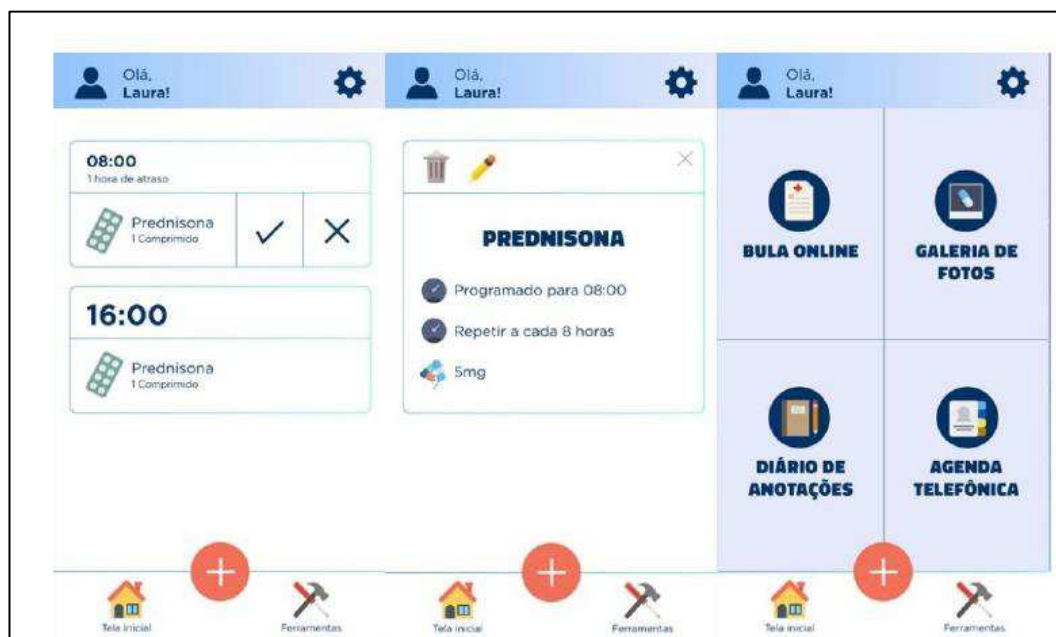 Olá,
Laura!
08:00
1 hora de atraso
Prednisona
1 Comprimido
16:00
Prednisona
1 Comprimido
Tela inicial
Ferramentas
Olá,
Laura!
PREDNISONA
Programado para 08:00
Repetir a cada 8 horas
5mg
Tela inicial
Ferramentas
Olá,
Laura!
BULA ONLINE
GALERIA DE
FOTOS
DIÁRIO DE
ANOTAÇÕES
AGENDA
TELEFÔNICA
Tela inicial
Ferramentas